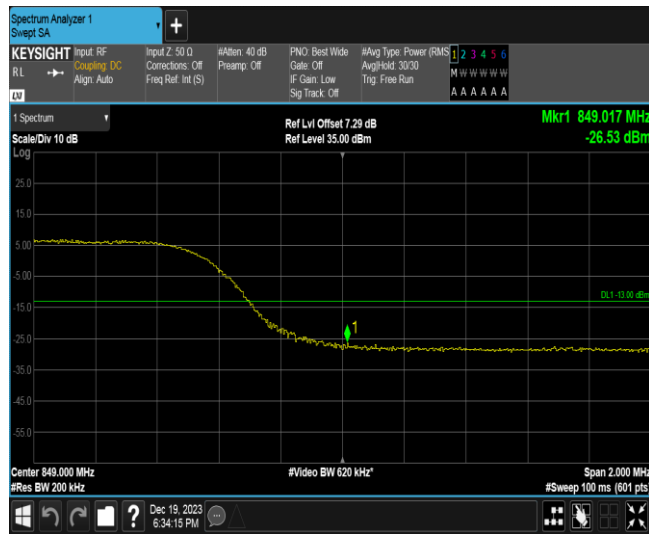 Spectrum Analyzer 1
Swept SA
+
KEYSIGHT Input: RF Input Z: 50 Ω #Atten: 40 dB PNO: Best Wide #Avg Type: Power (RMS 1 2 3 4 5 6
RL Coupling: DC Corrections: Off Preamp: Off Gate: Off Avg|Hold: 30/30 M W W W W W
Align: Auto Freq Ref: Int (S) IF Gain: Low Trig: Free Run
LXI Sig Track: Off A A A A A A
1 Spectrum Ref Lvl Offset 7.29 dB Mkr1 849.017 MHz
Scale/Div 10 dB Ref Level 35.00 dBm -26.53 dBm
Log
25.0
15.0
5.00
-5.00
DL1 -13.00 dBm
-15.0
1
-25.0
-35.0
-45.0
-55.0
Center 849.000 MHz #Video BW 620 kHz* Span 2.000 MHz
#Res BW 200 kHz #Sweep 100 ms (601 pts
? Dec 19, 2023
6:34:15 PM